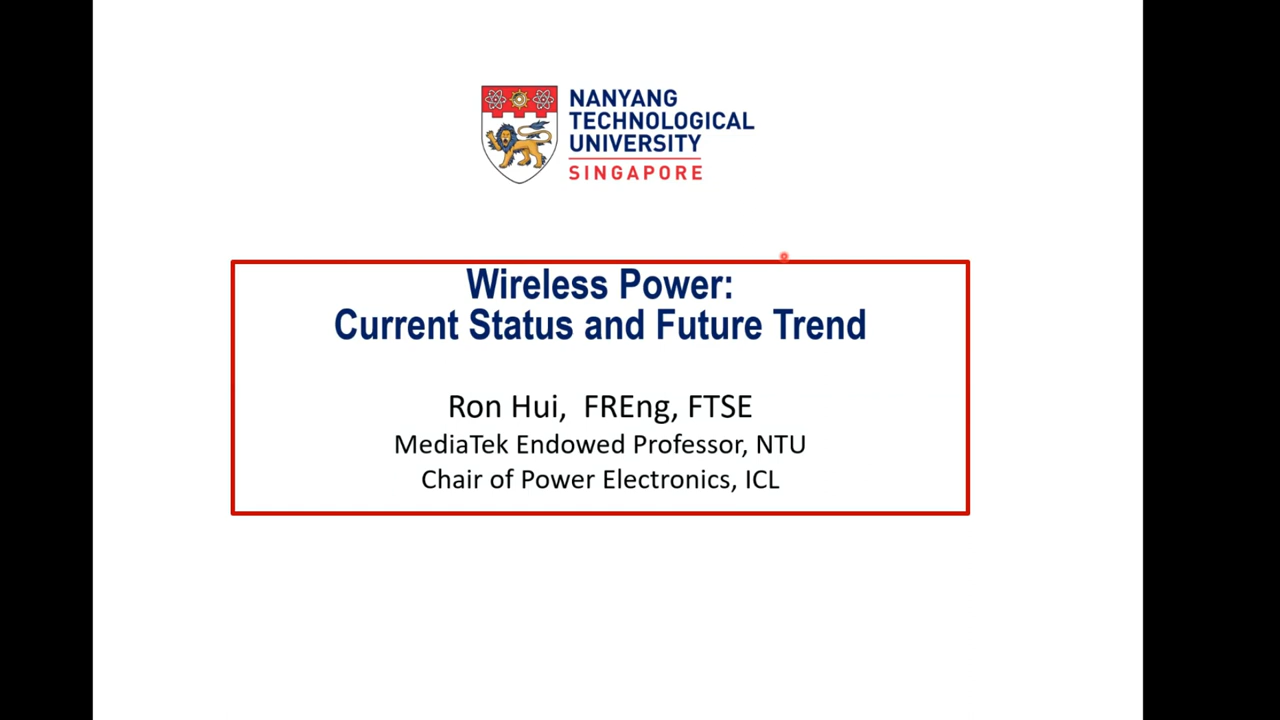 NANYANG
TECHNOLOGICAL
UNIVERSITY
SINGAPORE
Wireless Power:
Current Status and Future Trend
Ron Hui, FREng, FTSE
MediaTek Endowed Professor, NTU
Chair of Power Electronics, ICL